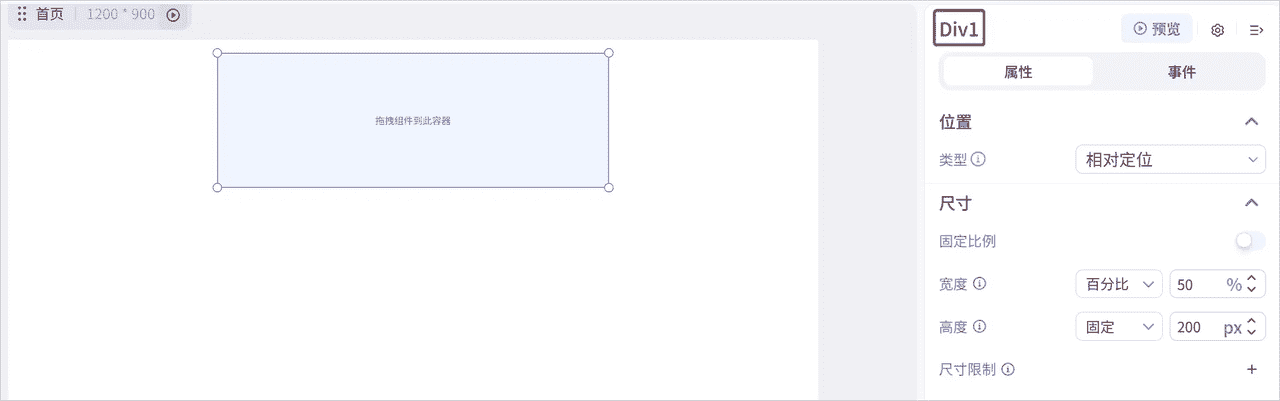 首页 1200 * 900
拖拽组件到此容器
Div1 预览
属性 事件
位置
类型 相对定位
尺寸
固定比例
宽度 百分比 50 %
高度 固定 200 px
尺寸限制 +